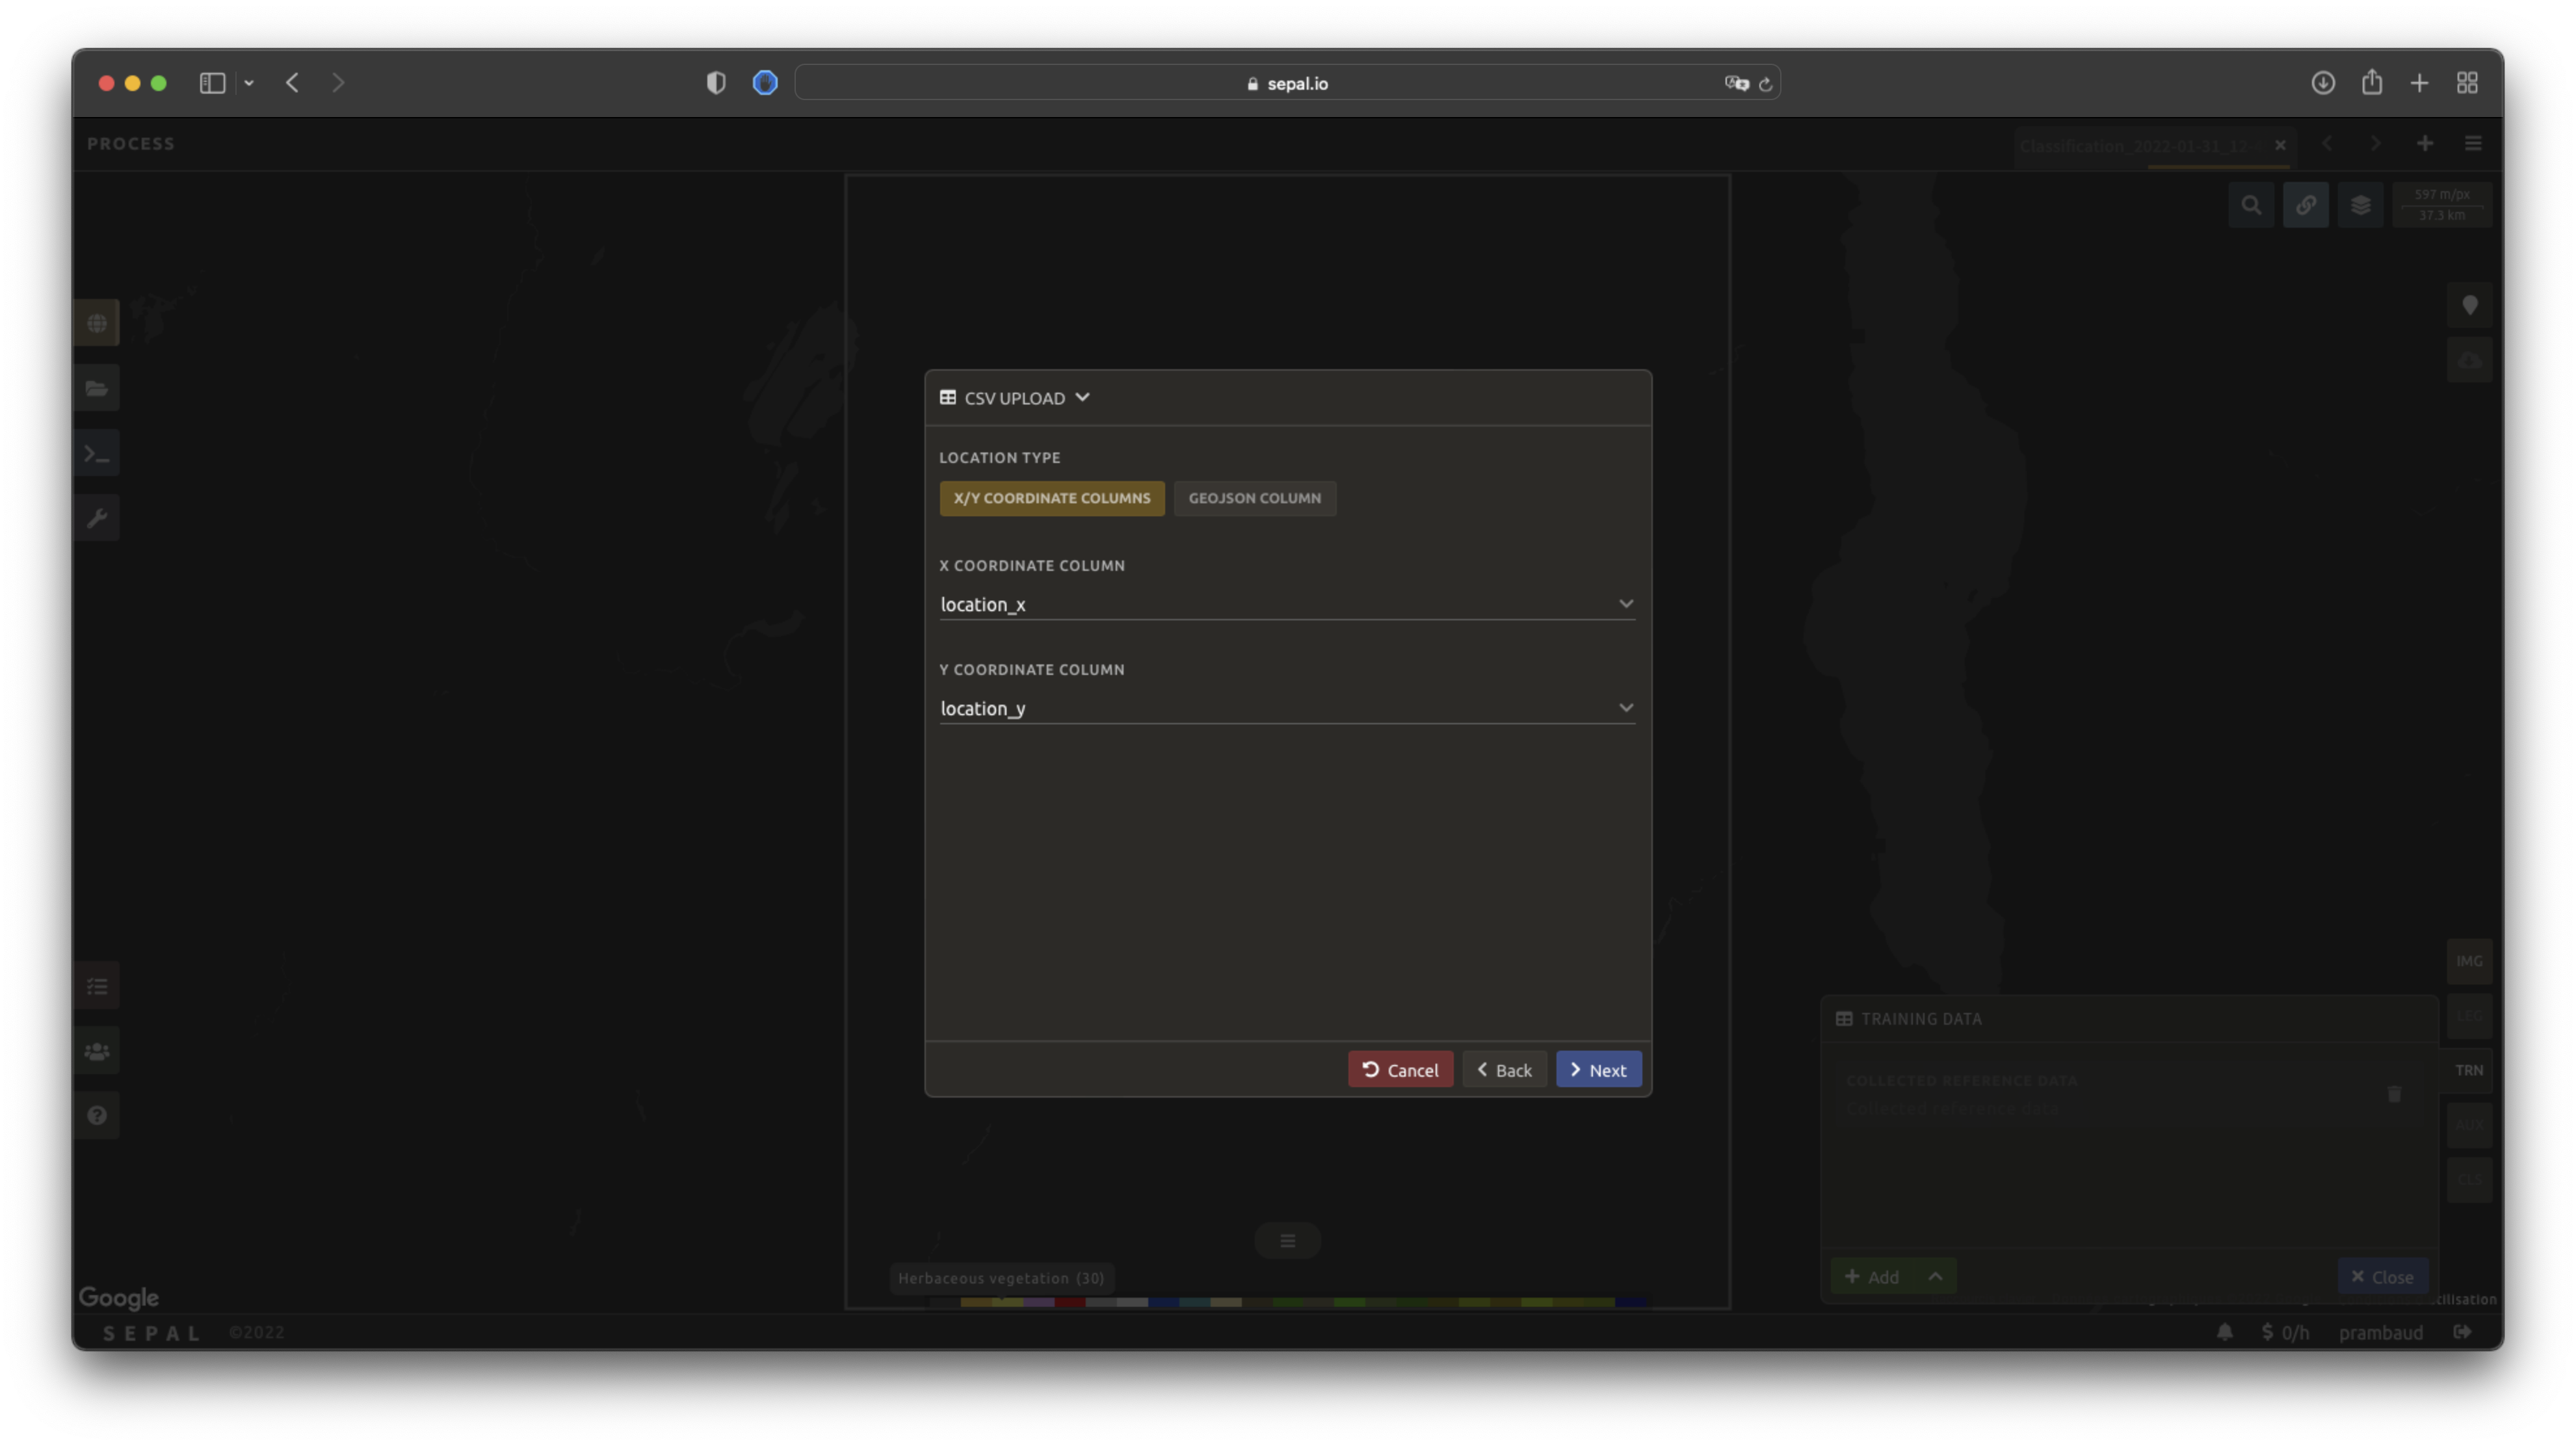 sepal.io
PROCESS
Classification_2022-01-31_12-
597 m/px
37.3 km
CSV UPLOAD
LOCATION TYPE
X/Y COORDINATE COLUMNS
GEOJSON COLUMN
X COORDINATE COLUMN
location_x
Y COORDINATE COLUMN
location_y
Cancel
Back
Next
IMG
LEG
TRN
AUX
CLS
TRAINING DATA
COLLECTED REFERENCE DATA
Collected reference data
Add
Close
Herbaceous vegetation (30)
Google
tilisation
SEPAL ©2022
$ 0/h
prambaud